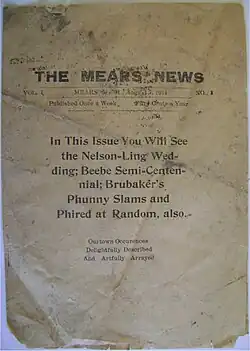 THE MEARS NEWS
VOL. I. MEARS NO. 1
Published Once a Week Fifty Cents a Year
In This Issue You Will See
the Nelson-Ling Wed-
ding; Beebe Semi-Centen-
nial; Brubaker's
Phunny Slams and
Phired at Random, also.
Ourtown Occurences
Delightfully Described
And Artfully Arrayed